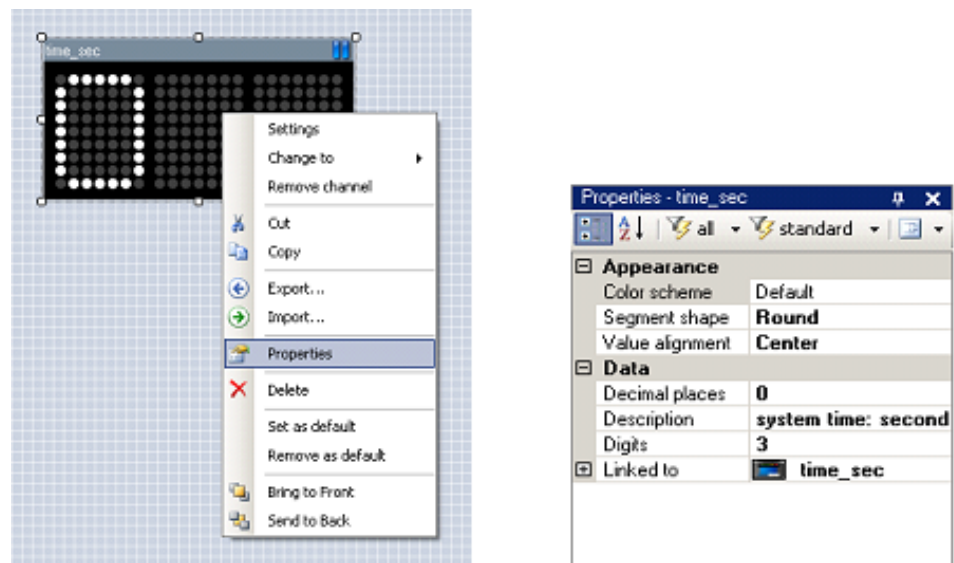 time_sec
Settings
Change to
Remove channel
Cut
Copy
Export...
Import...
Properties
Delete
Set as default
Remove as default
Bring to Front
Send to Back
Properties - time_sec
all standard
Appearance
Color scheme Default
Segment shape Round
Value alignment Center
Data
Decimal places 0
Description system time: second
Digits 3
Linked to time_sec